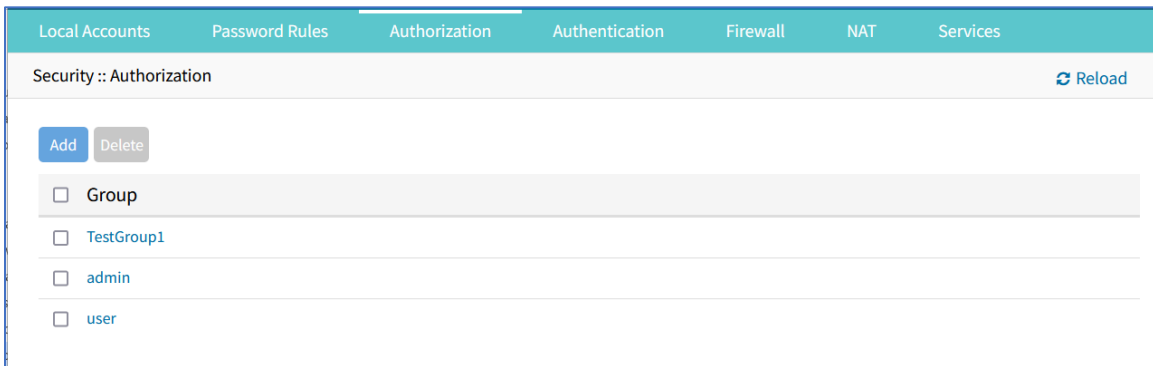 Local Accounts Password Rules Authorization Authentication Firewall NAT Services
Security :: Authorization Reload
Add Delete
Group
TestGroup1
admin
user